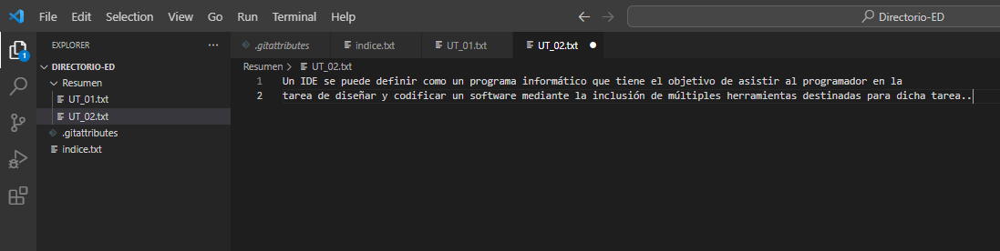 File Edit Selection View Go Run Terminal Help
Directorio-ED
1
EXPLORER ...
DIRECTORIO-ED
Resumen
UT_01.txt
UT_02.txt
.gitattributes
indice.txt
.gitattributes indice.txt UT_01.txt UT_02.txt
Resumen > UT_02.txt
1 Un IDE se puede definir como un programa informático que tiene el objetivo de asistir al programador en la
2 tarea de diseñar y codificar un software mediante la inclusión de múltiples herramientas destinadas para dicha tarea..